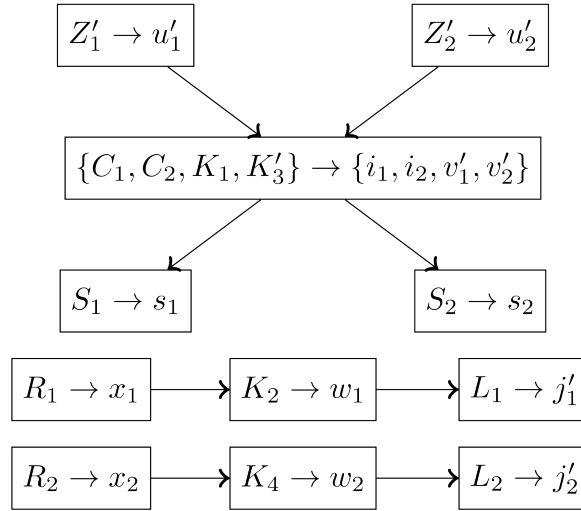 Z′₁ → u′₁ Z′₂ → u′₂
{C₁, C₂, K₁, K′₃} → {i₁, i₂, v′₁, v′₂}
S₁ → s₁ S₂ → s₂
R₁ → x₁ K₂ → w₁ L₁ → j′₁
R₂ → x₂ K₄ → w₂ L₂ → j′₂